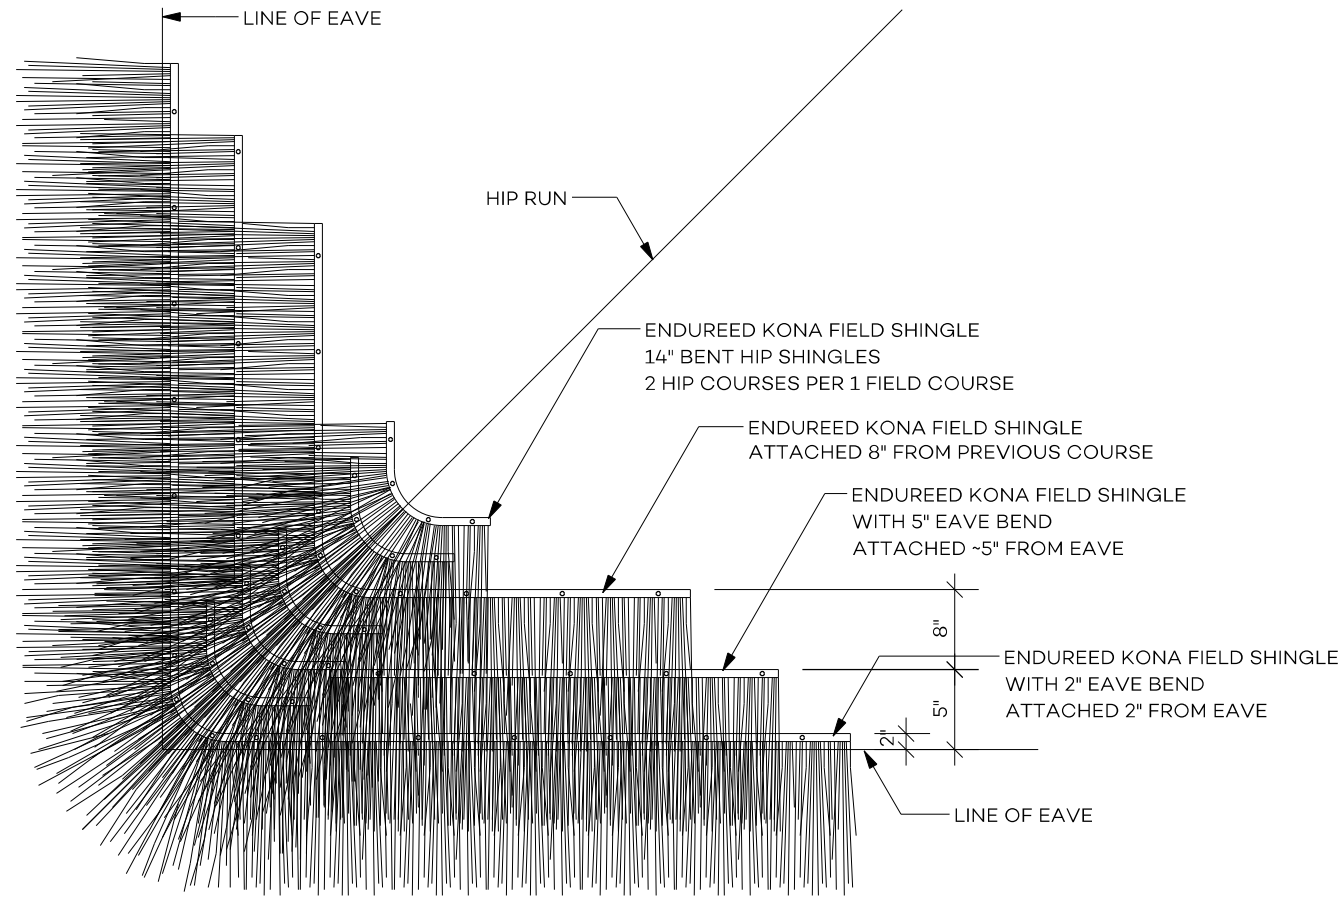 LINE OF EAVE
HIP RUN
ENDUREED KONA FIELD SHINGLE
14" BENT HIP SHINGLES
2 HIP COURSES PER 1 FIELD COURSE
ENDUREED KONA FIELD SHINGLE
ATTACHED 8" FROM PREVIOUS COURSE
ENDUREED KONA FIELD SHINGLE
WITH 5" EAVE BEND
ATTACHED ~5" FROM EAVE
8"
ENDUREED KONA FIELD SHINGLE
WITH 2" EAVE BEND
ATTACHED 2" FROM EAVE
5"
2"
LINE OF EAVE